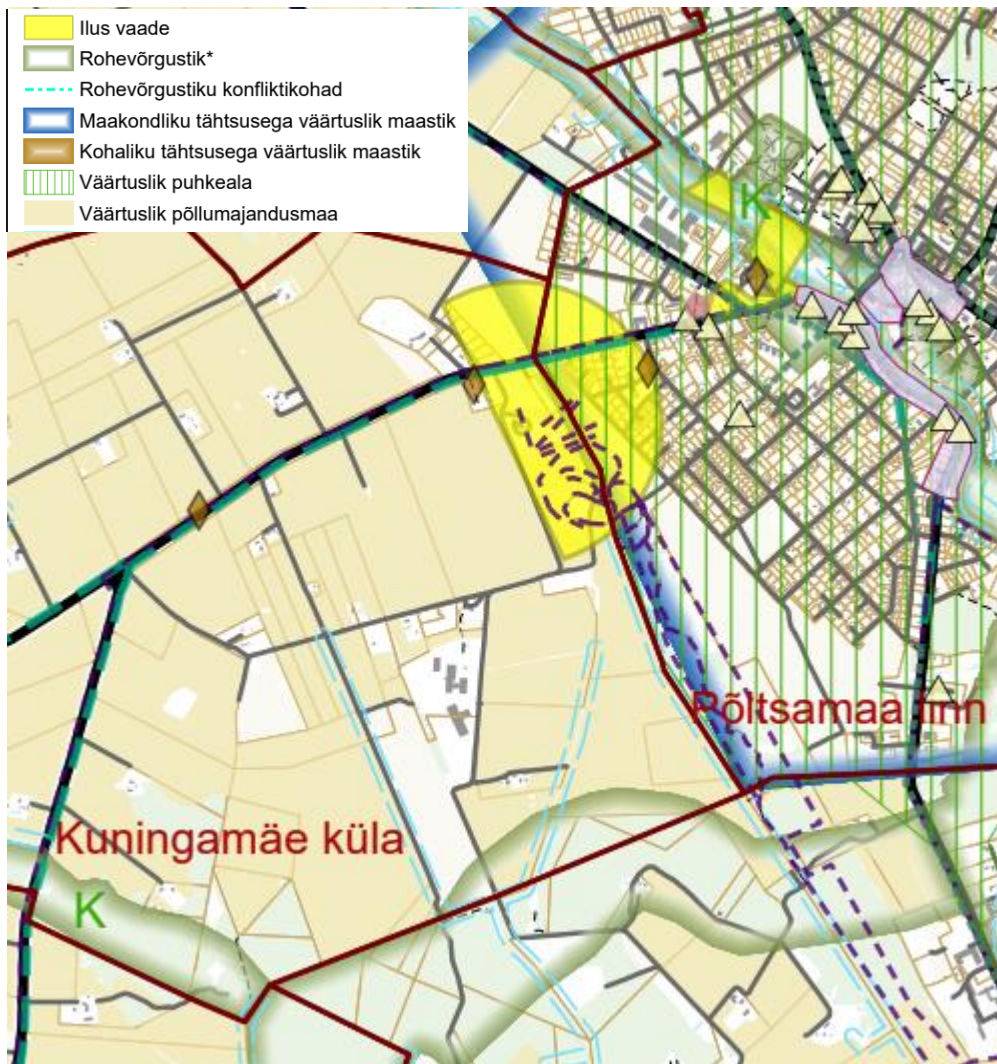 Ilus vaade
Rohevõrgustik*
Rohevõrgustiku konfliktikohad
Maakondliku tähtsusega väärtuslik maastik
Kohaliku tähtsusega väärtuslik maastik
Väärtuslik puhkeala
Väärtuslik põllumajandusmaa
K
Põltsamaa linn
Kuningamäe küla
K